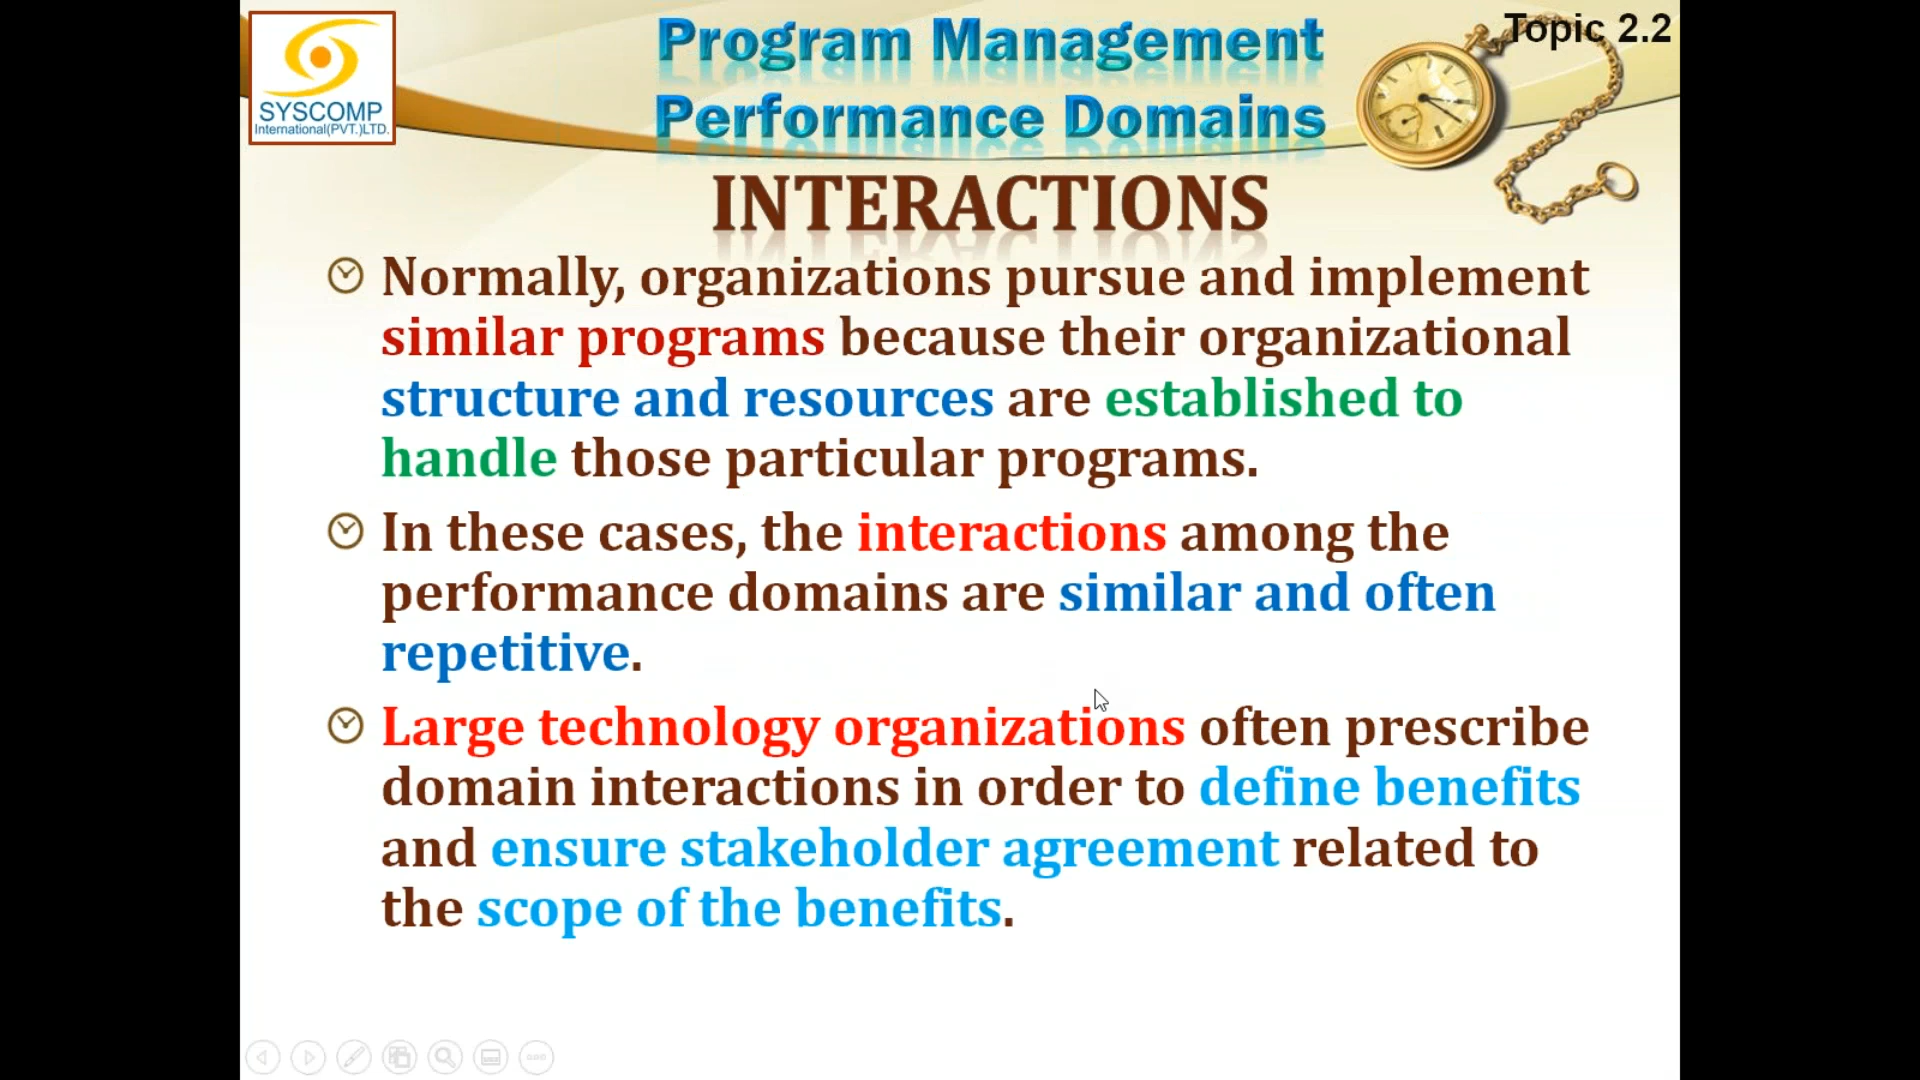 SYSCOMP
International(PVT.)LTD.
Program Management
Performance Domains
Topic 2.2
INTERACTIONS
Normally, organizations pursue and implement
similar programs because their organizational
structure and resources are established to
handle those particular programs.
In these cases, the interactions among the
performance domains are similar and often
repetitive.
Large technology organizations often prescribe
domain interactions in order to define benefits
and ensure stakeholder agreement related to
the scope of the benefits.